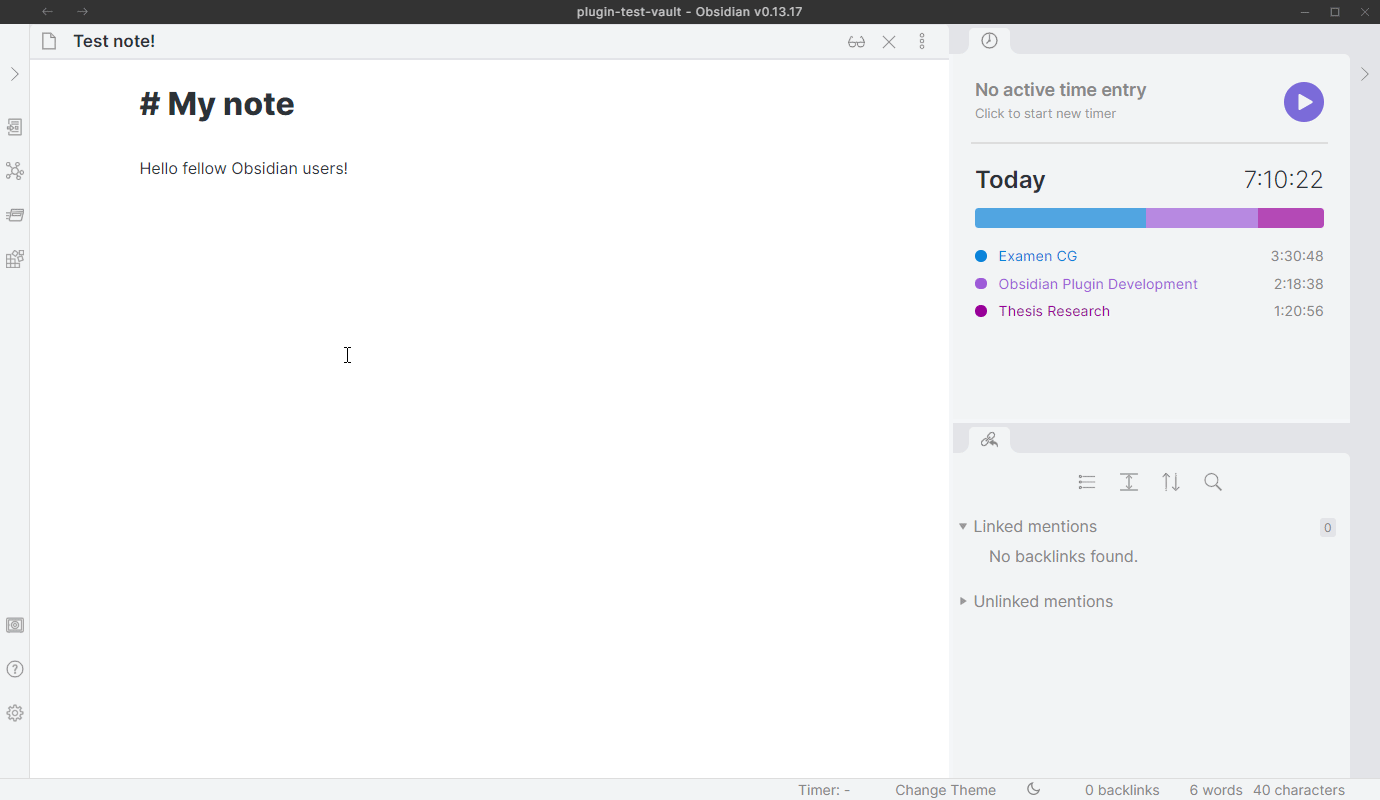 plugin-test-vault - Obsidian v0.13.17
Test note!
# My note
Hello fellow Obsidian users!
No active time entry
Click to start new timer
Today 7:10:22
Examen CG 3:30:48
Obsidian Plugin Development 2:18:38
Thesis Research 1:20:56
Linked mentions 0
No backlinks found.
Unlinked mentions
Timer: - Change Theme 0 backlinks 6 words 40 characters